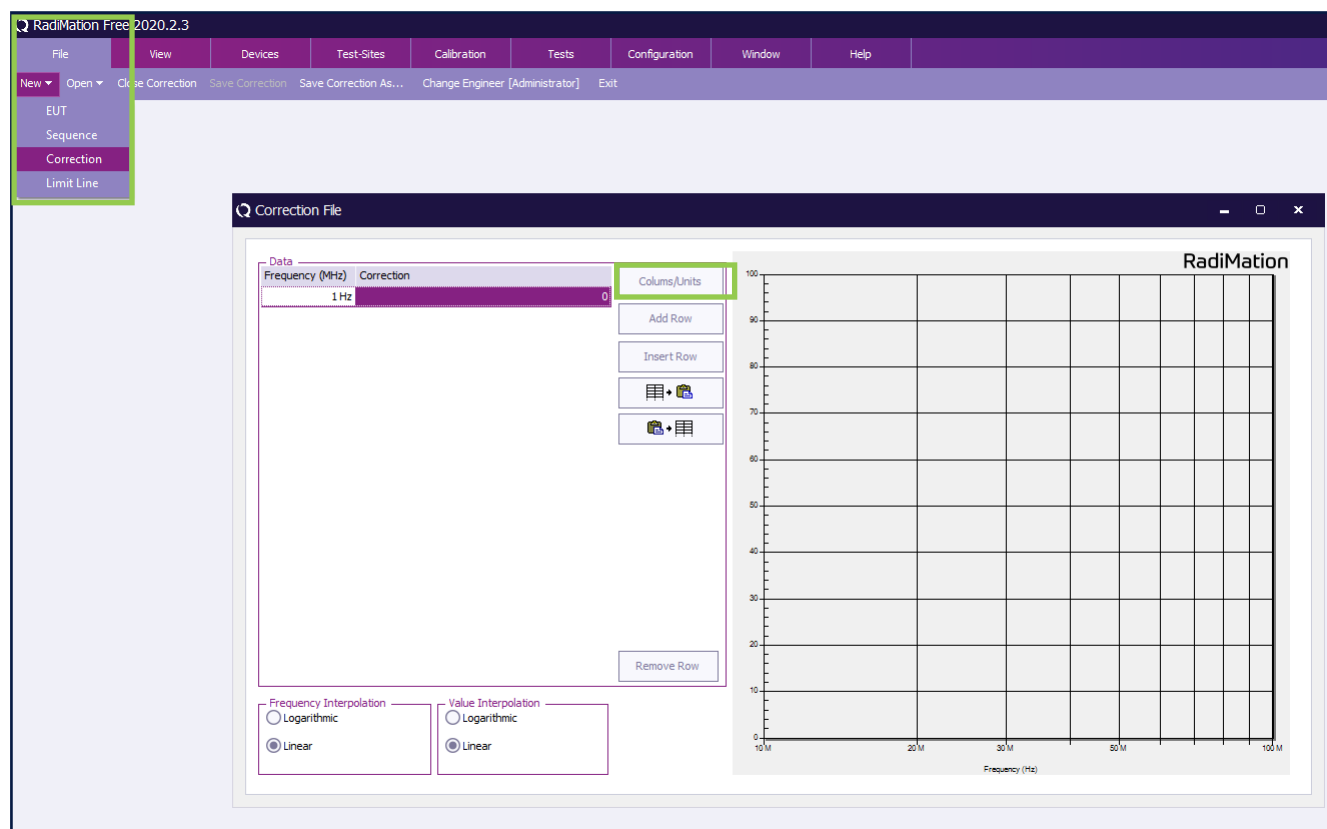 RadiMation Free 2020.2.3
File View Devices Test-Sites Calibration Tests Configuration Window Help
New Open Close Correction Save Correction Save Correction As... Change Engineer [Administrator] Exit
EUT
Sequence
Correction
Limit Line
Correction File
Data
Frequency (MHz) Correction
1 Hz 0
Colums/Units
Add Row
Insert Row
Remove Row
Frequency Interpolation
Logarithmic
Linear
Value Interpolation
Logarithmic
Linear
RadiMation
100
90
80
70
60
50
40
30
20
10
0
10 M 20 M 30 M 50 M 100 M
Frequency (Hz)